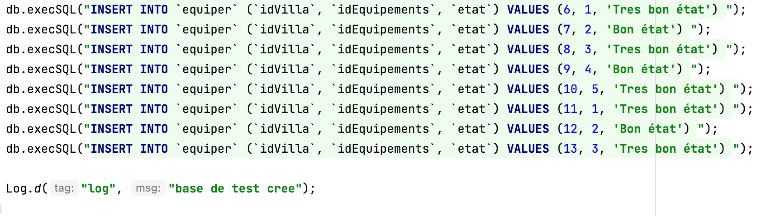 db.execSQL("INSERT INTO `equiper` (`idVilla`, `idEquipements`, `etat`) VALUES (6, 1, 'Tres bon état') ");
db.execSQL("INSERT INTO `equiper` (`idVilla`, `idEquipements`, `etat`) VALUES (7, 2, 'Bon état') ");
db.execSQL("INSERT INTO `equiper` (`idVilla`, `idEquipements`, `etat`) VALUES (8, 3, 'Tres bon état') ");
db.execSQL("INSERT INTO `equiper` (`idVilla`, `idEquipements`, `etat`) VALUES (9, 4, 'Bon état') ");
db.execSQL("INSERT INTO `equiper` (`idVilla`, `idEquipements`, `etat`) VALUES (10, 5, 'Tres bon état') ");
db.execSQL("INSERT INTO `equiper` (`idVilla`, `idEquipements`, `etat`) VALUES (11, 1, 'Tres bon état') ");
db.execSQL("INSERT INTO `equiper` (`idVilla`, `idEquipements`, `etat`) VALUES (12, 2, 'Bon état') ");
db.execSQL("INSERT INTO `equiper` (`idVilla`, `idEquipements`, `etat`) VALUES (13, 3, 'Tres bon état') ");
Log.d( tag: "log", msg: "base de test cree");